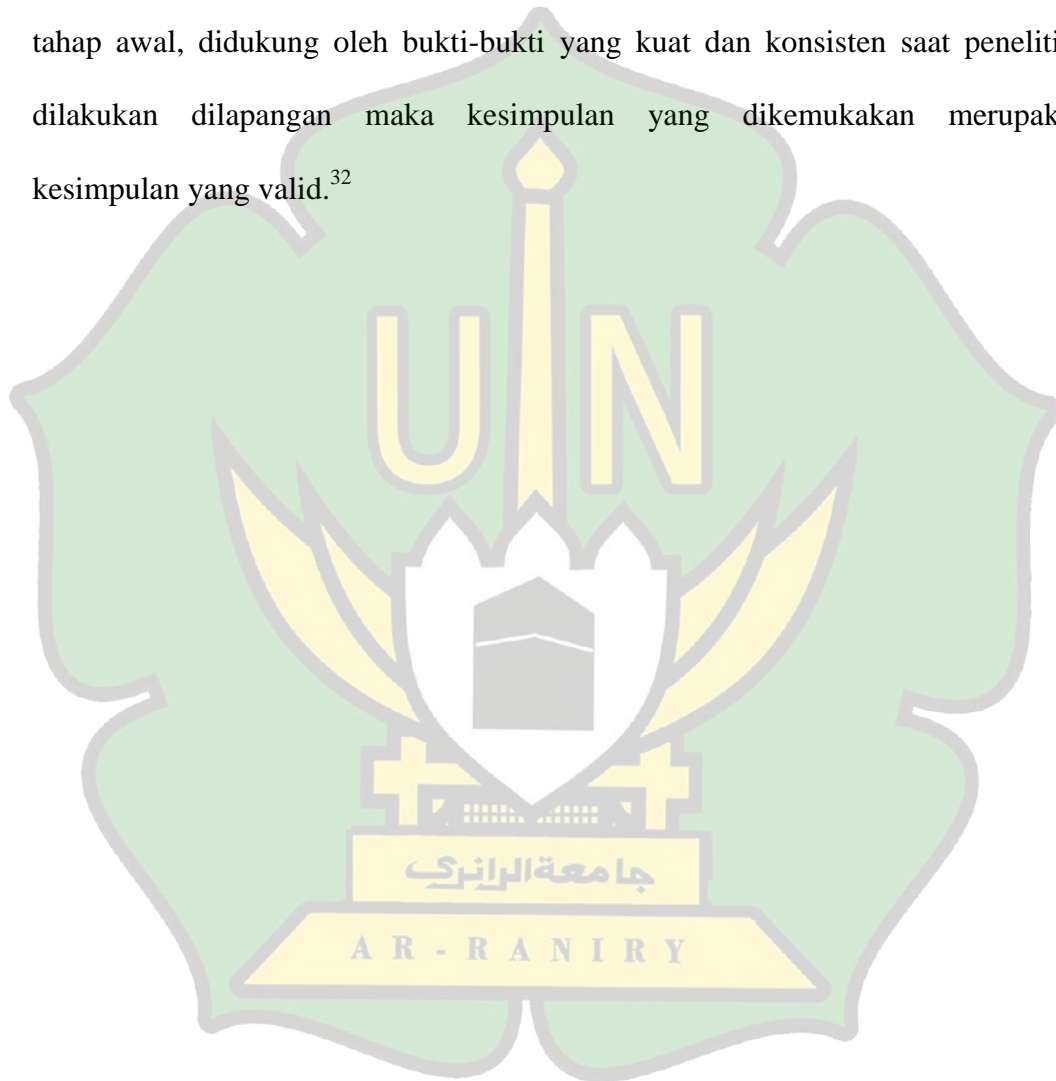 tahap awal, didukung oleh bukti-bukti yang kuat dan konsisten saat peneliti
dilakukan dilapangan maka kesimpulan yang dikemukakan merupak
kesimpulan yang valid.32
UIN
جامعةالرانري
AR-RANIRY